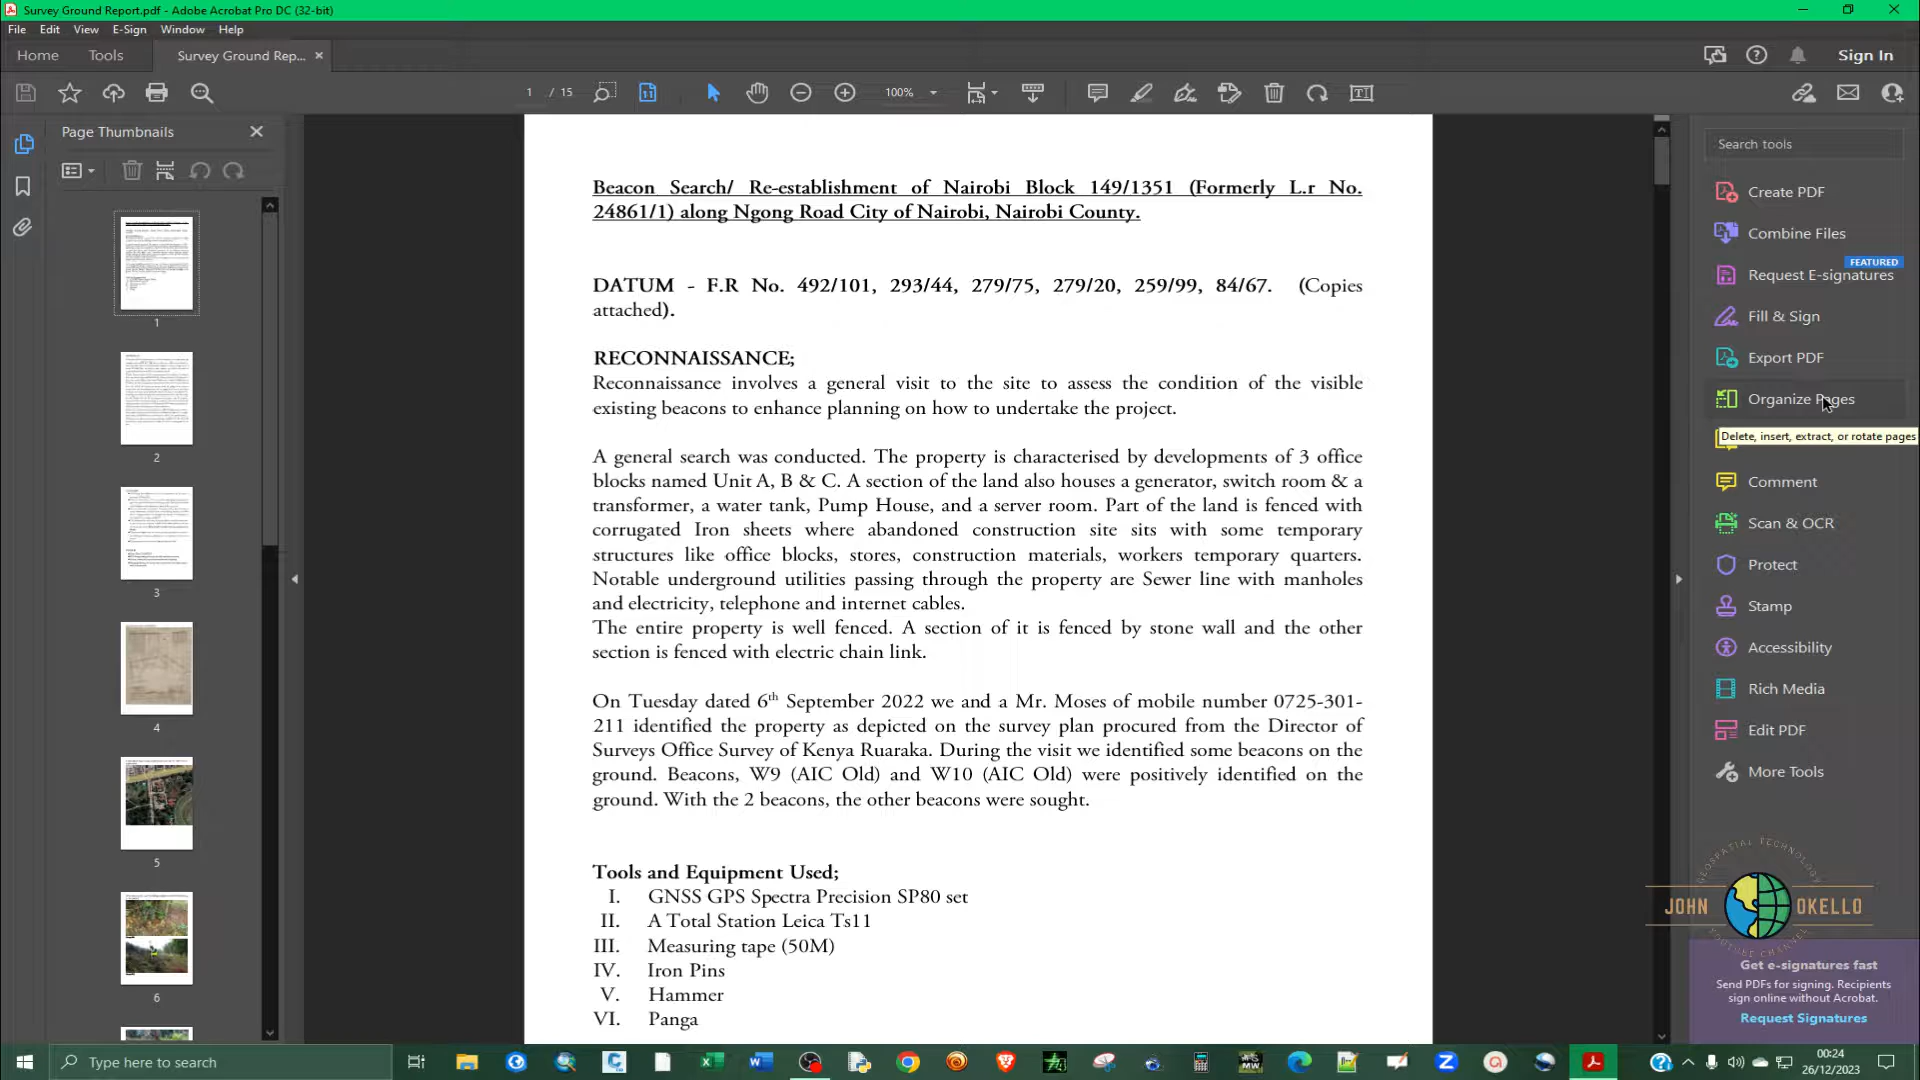 Survey Ground Report.pdf - Adobe Acrobat Pro DC (32-bit)
File Edit View E-Sign Window Help
Home Tools Survey Ground Rep... ×
Sign In
1 / 15
100%
Page Thumbnails
Search tools
1
2
3
4
5
6
Beacon Search/ Re-establishment of Nairobi Block 149/1351 (Formerly L.r No.
24861/1) along Ngong Road City of Nairobi, Nairobi County.
DATUM - F.R No. 492/101, 293/44, 279/75, 279/20, 259/99, 84/67. (Copies
attached).
RECONNAISSANCE;
Reconnaissance involves a general visit to the site to assess the condition of the visible
existing beacons to enhance planning on how to undertake the project.
A general search was conducted. The property is characterised by developments of 3 office
blocks named Unit A, B & C. A section of the land also houses a generator, switch room & a
transformer, a water tank, Pump House, and a server room. Part of the land is fenced with
corrugated Iron sheets where abandoned construction site sits with some temporary
structures like office blocks, stores, construction materials, workers temporary quarters.
Notable underground utilities passing through the property are Sewer line with manholes
and electricity, telephone and internet cables.
The entire property is well fenced. A section of it is fenced by stone wall and the other
section is fenced with electric chain link.
On Tuesday dated 6th September 2022 we and a Mr. Moses of mobile number 0725-301-
211 identified the property as depicted on the survey plan procured from the Director of
Surveys Office Survey of Kenya Ruaraka. During the visit we identified some beacons on the
ground. Beacons, W9 (AIC Old) and W10 (AIC Old) were positively identified on the
ground. With the 2 beacons, the other beacons were sought.
Tools and Equipment Used;
I. GNSS GPS Spectra Precision SP80 set
II. A Total Station Leica Ts11
III. Measuring tape (50M)
IV. Iron Pins
V. Hammer
VI. Panga
Create PDF
Combine Files
FEATURED
Request E-signatures
Fill & Sign
Export PDF
Organize Pages
Delete, insert, extract, or rotate pages
Comment
Scan & OCR
Protect
Stamp
Accessibility
Rich Media
Edit PDF
More Tools
GEOSPATIAL TECHNOLOGY
JOHN OKELLO
YOUTUBE CHANNEL
Get e-signatures fast
Send PDFs for signing. Recipients
sign online without Acrobat.
Request Signatures
Type here to search
00:24
26/12/2023